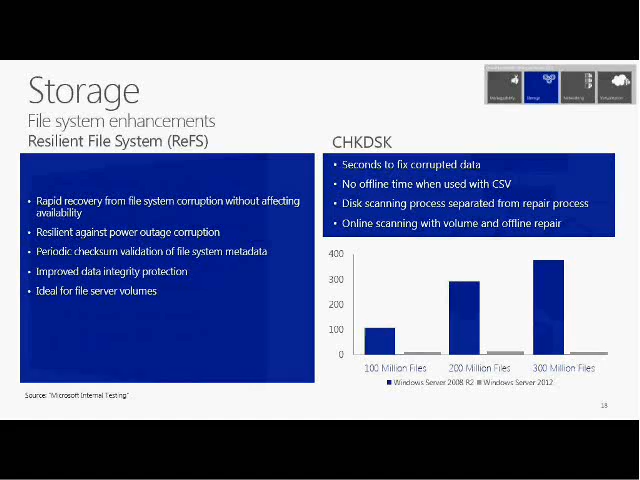 Storage
File system enhancements
Resilient File System (ReFS)
• Rapid recovery from file system corruption without affecting
availability
• Resilient against power outage corruption
• Periodic checksum validation of file system metadata
• Improved data integrity protection
• Ideal for file server volumes
Source: "Microsoft Internal Testing"
Storage
Networking
CHKDSK
• Seconds to fix corrupted data
• No offline time when used with CSV
• Disk scanning process separated from repair process
• Online scanning with volume and offline repair
400
300
200
100
0
100 Million Files 200 Million Files 300 Million Files
Windows Server 2008 R2 Windows Server 2012
18